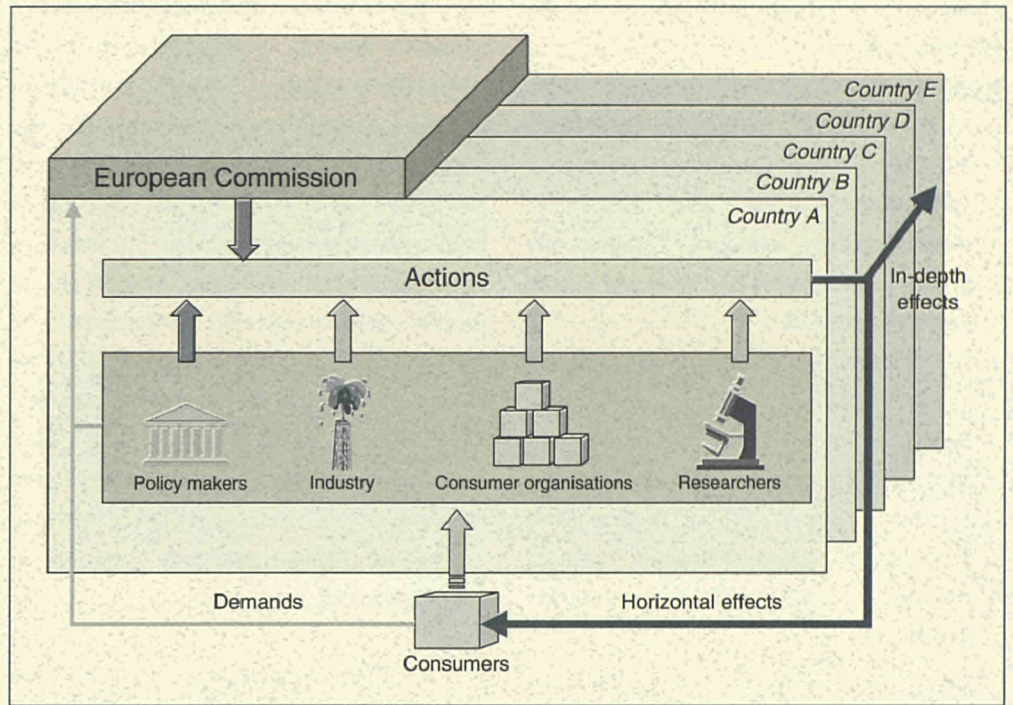 Country E
Country D
Country C
Country B
Country A
European Commission
Actions
In-depth
effects
Policy makers
Industry
Consumer organisations
Researchers
Demands
Horizontal effects
Consumers